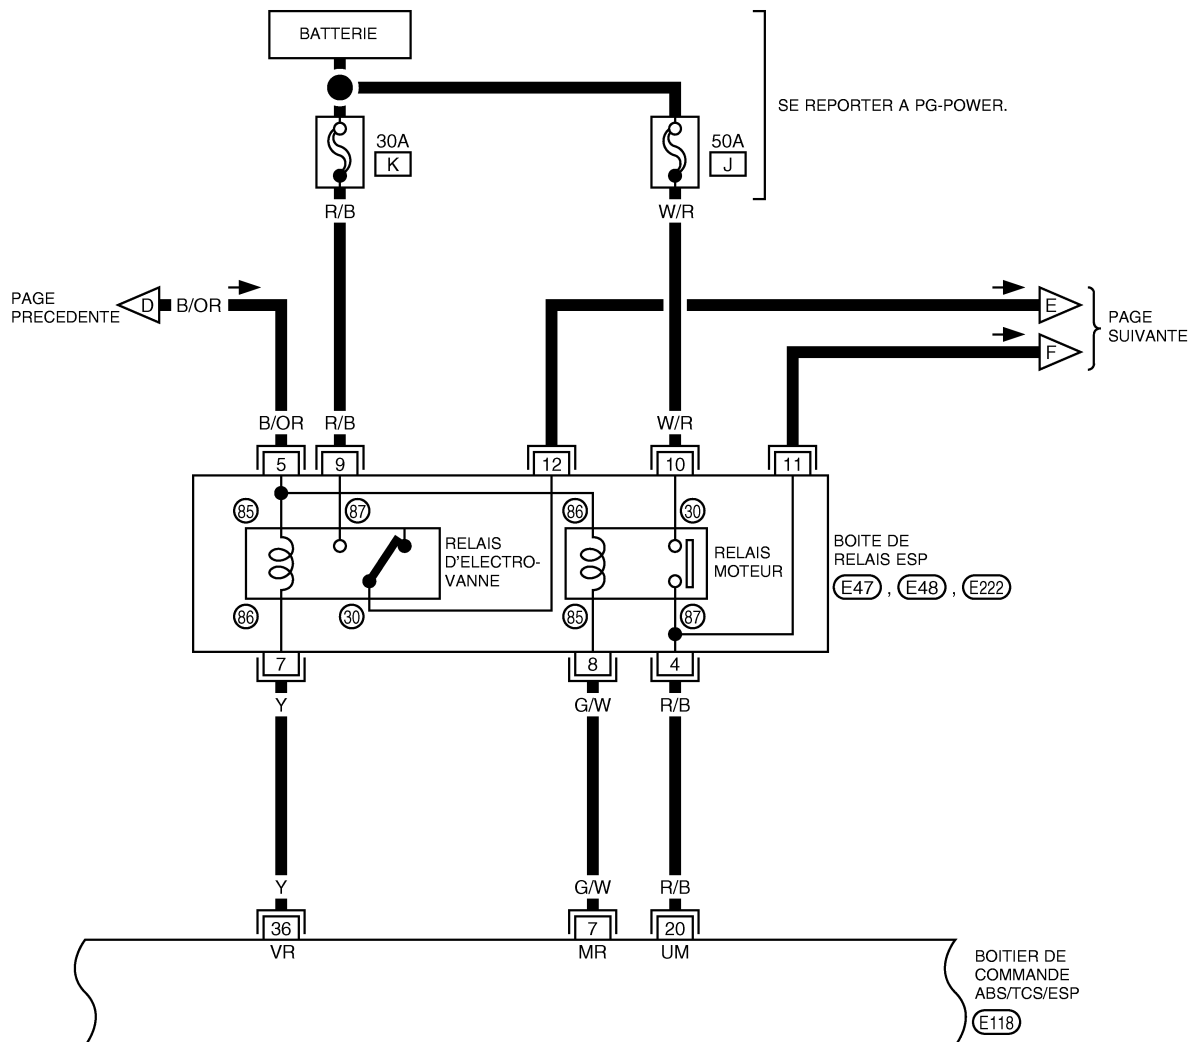 BATTERIE
SE REPORTER A PG-POWER.
30A
K
50A
J
R/B
W/R
PAGE
PRECEDENTE
D
B/OR
E
F
PAGE
SUIVANTE
B/OR
R/B
W/R
5
9
12
10
11
85
87
86
30
RELAIS
D'ELECTRO-
VANNE
RELAIS
MOTEUR
BOITE DE
RELAIS ESP
E47 , E48 , E222
86
30
85
87
7
8
4
Y
G/W
R/B
Y
G/W
R/B
36
7
20
VR
MR
UM
BOITIER DE
COMMANDE
ABS/TCS/ESP
E118